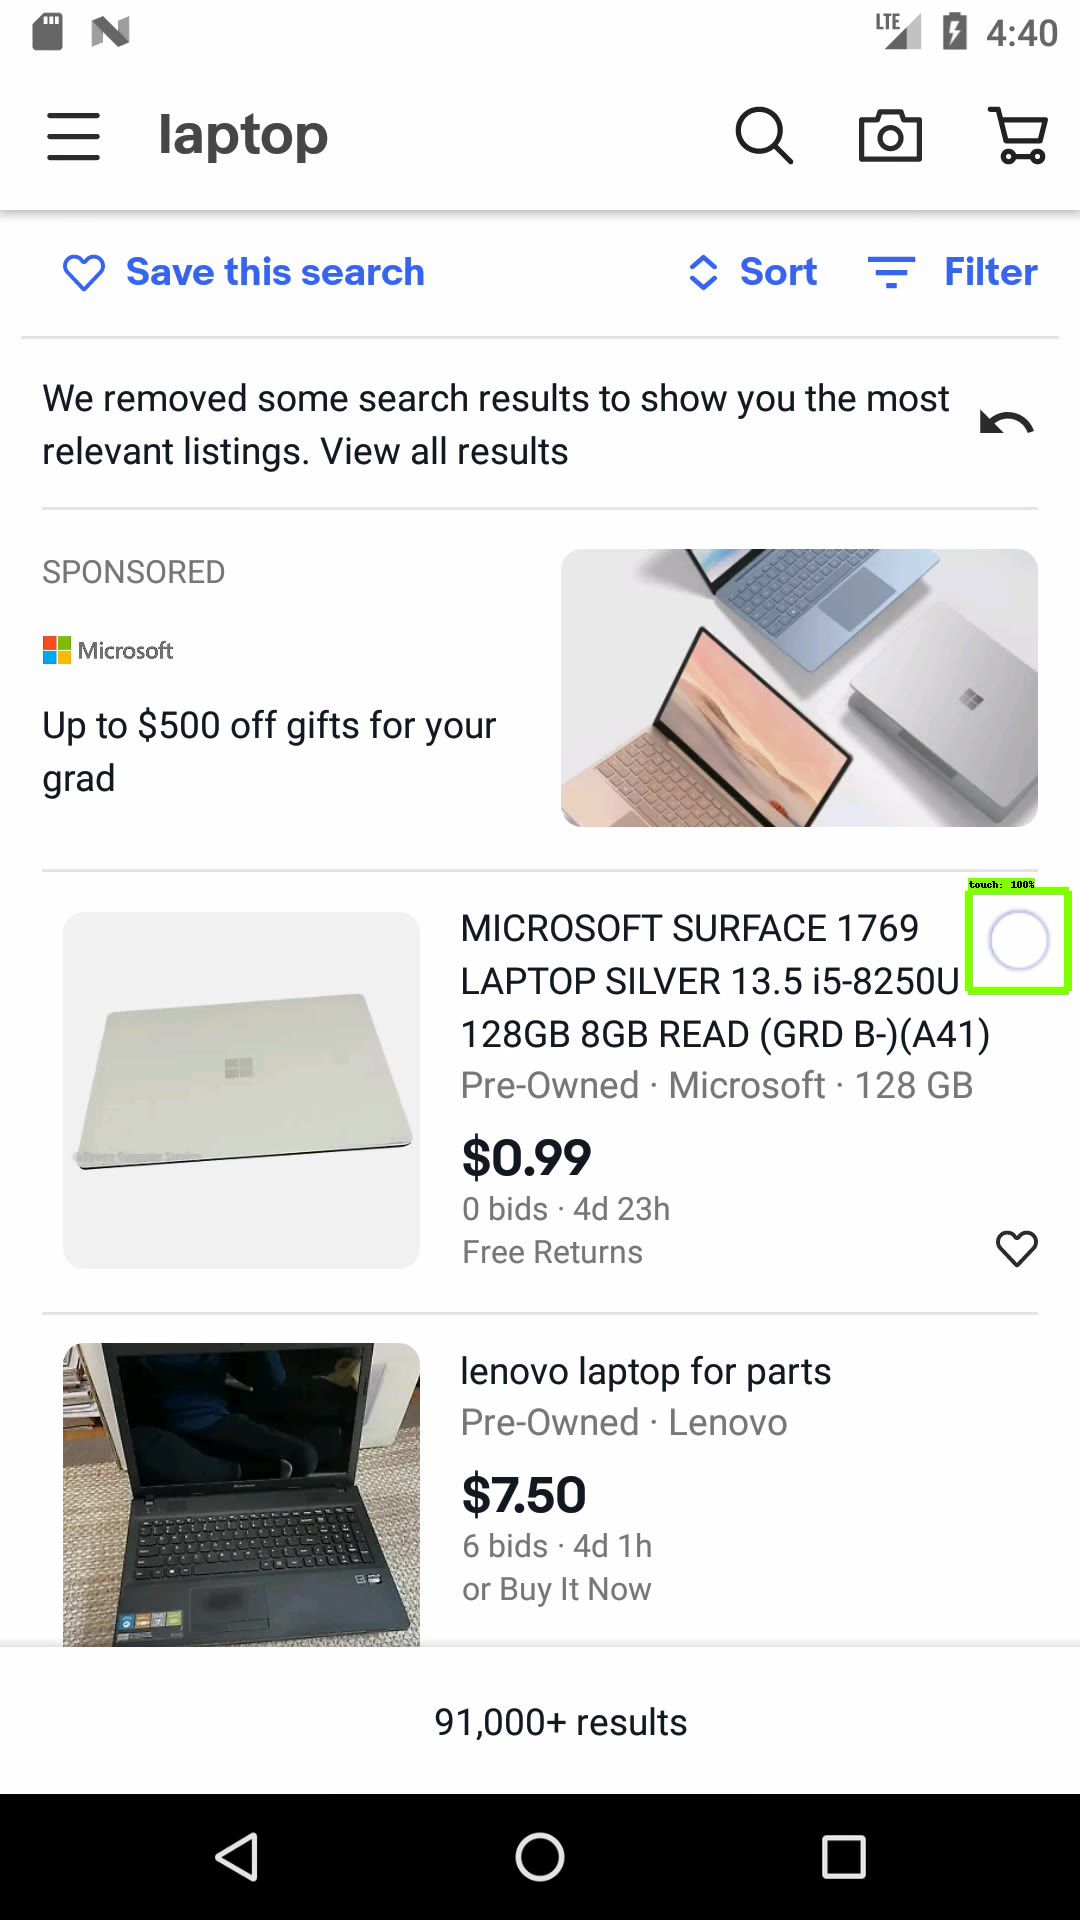 LTE 4:40
laptop
Save this search Sort Filter
We removed some search results to show you the most
relevant listings. View all results
SPONSORED
Microsoft
Up to $500 off gifts for your
grad
touch: 100%
MICROSOFT SURFACE 1769
LAPTOP SILVER 13.5 i5-8250U
128GB 8GB READ (GRD B-)(A41)
Pre-Owned · Microsoft · 128 GB
$0.99
0 bids · 4d 23h
Free Returns
lenovo laptop for parts
Pre-Owned · Lenovo
$7.50
6 bids · 4d 1h
or Buy It Now
91,000+ results